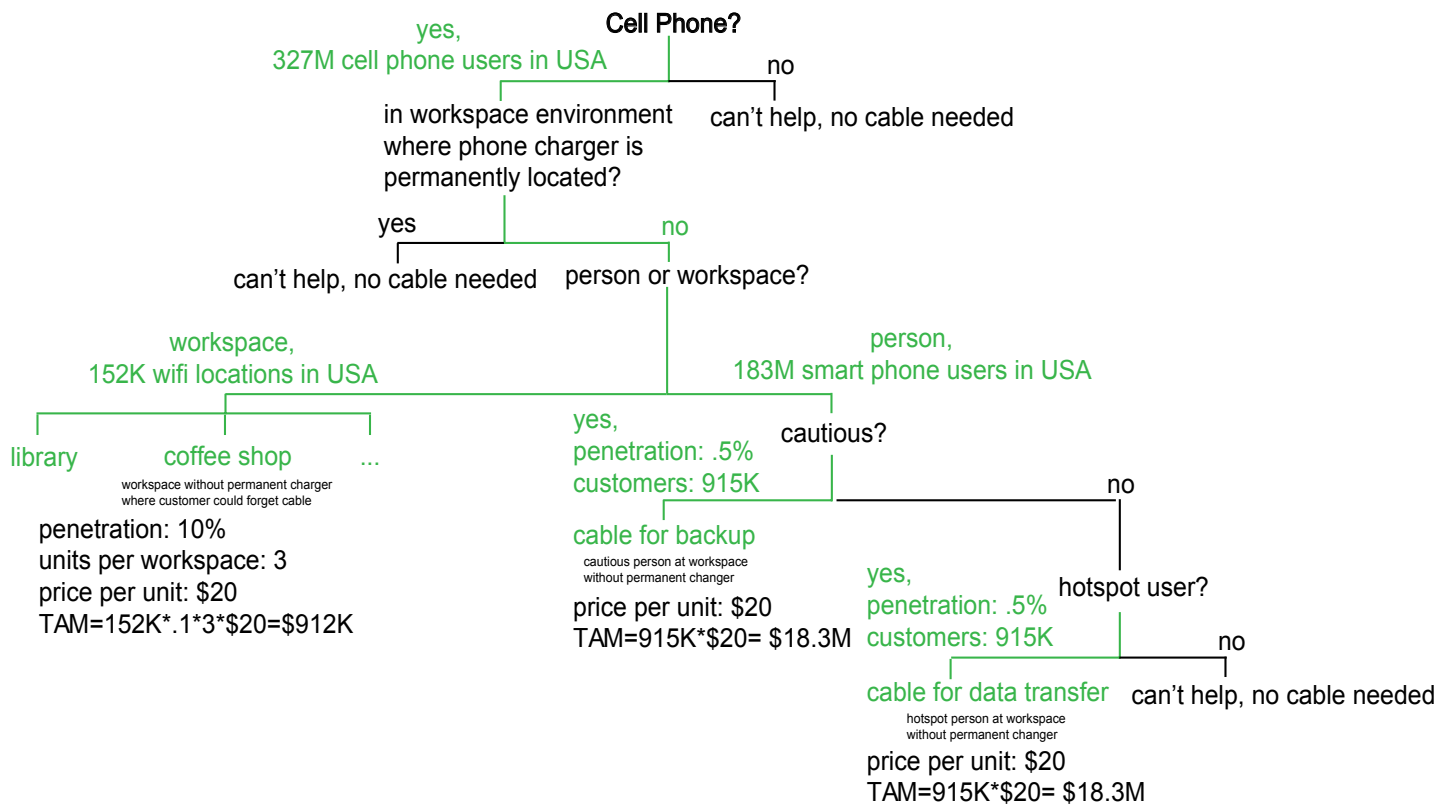 Cell Phone?
yes,
327M cell phone users in USA
no
in workspace environment
where phone charger is
permanently located?
can't help, no cable needed
yes
no
can't help, no cable needed
person or workspace?
workspace,
152K wifi locations in USA
person,
183M smart phone users in USA
library
coffee shop
...
workspace without permanent charger
where customer could forget cable
penetration: 10%
units per workspace: 3
price per unit: $20
TAM=152K*.1*3*$20=$912K
yes,
penetration: .5%
customers: 915K
cautious?
no
cable for backup
cautious person at workspace
without permanent changer
price per unit: $20
TAM=915K*$20= $18.3M
yes,
penetration: .5%
customers: 915K
hotspot user?
no
cable for data transfer
can't help, no cable needed
hotspot person at workspace
without permanent changer
price per unit: $20
TAM=915K*$20= $18.3M